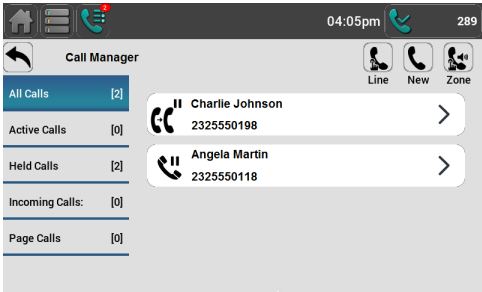 2
04:05pm
289
Call Manager
Line
New
Zone
All Calls [2]
Active Calls [0]
Held Calls [2]
Incoming Calls: [0]
Page Calls [0]
Charlie Johnson
2325550198
Angela Martin
2325550118